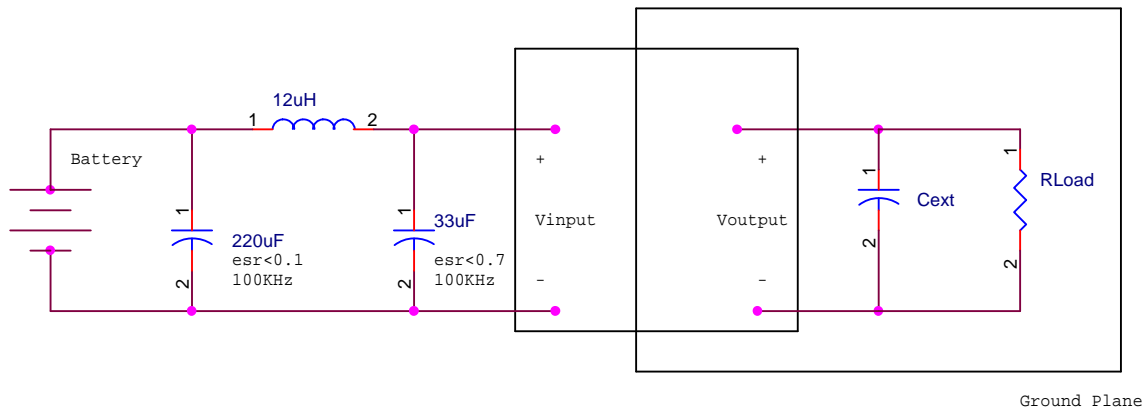 12uH
1 2
Battery
+ +
1 1 1 1
RLoad
Cext
Vinput Voutput
220uF 33uF
esr<0.1 esr<0.7
2 2
100KHz 100KHz
2 2
- -
Ground Plane